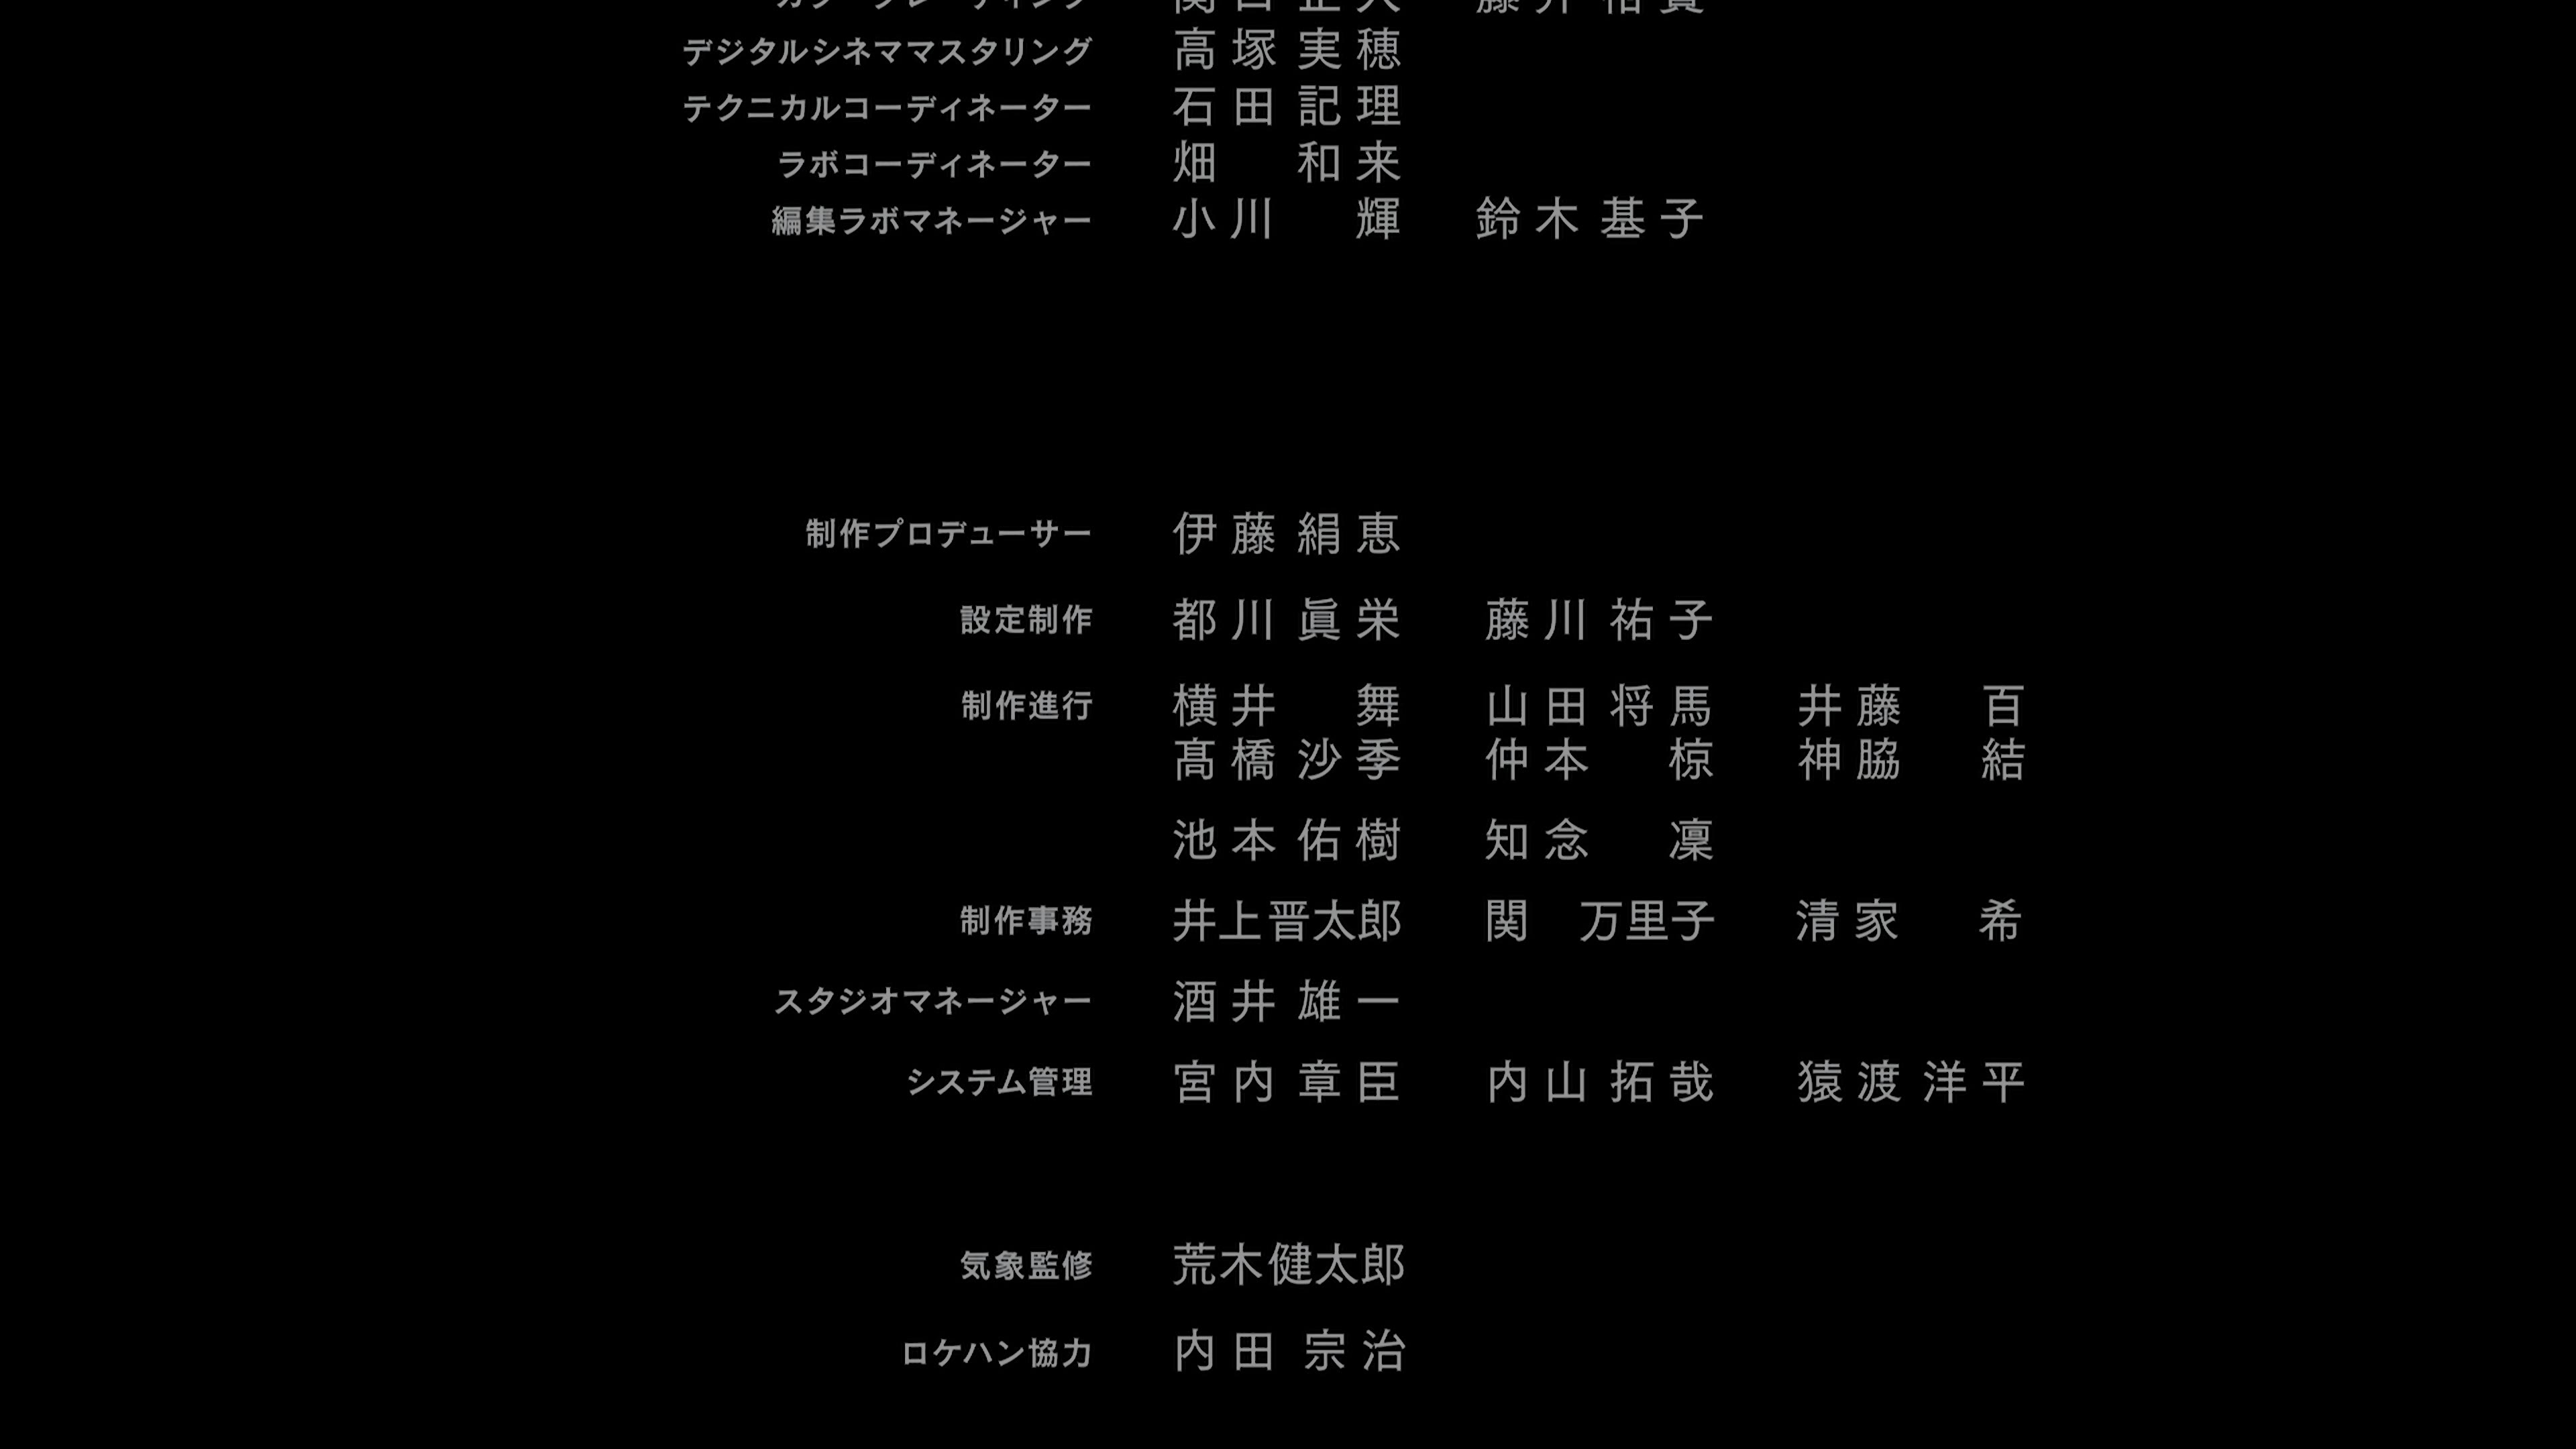 デジタルシネママスタリング 高塚実穂
テクニカルコーディネーター 石田記理
ラボコーディネーター 畑 和来
編集ラボマネージャー 小川 輝 鈴木基子
制作プロデューサー 伊藤絹恵
設定制作 都川眞栄 藤川祐子
制作進行 横井 舞 山田将馬 井藤 百
髙橋沙季 仲本 椋 神脇 結
池本佑樹 知念 凜
制作事務 井上晋太郎 関 万里子 清家 希
スタジオマネージャー 酒井雄一
システム管理 宮内章臣 内山拓哉 猿渡洋平
気象監修 荒木健太郎
ロケハン協力 内田宗治